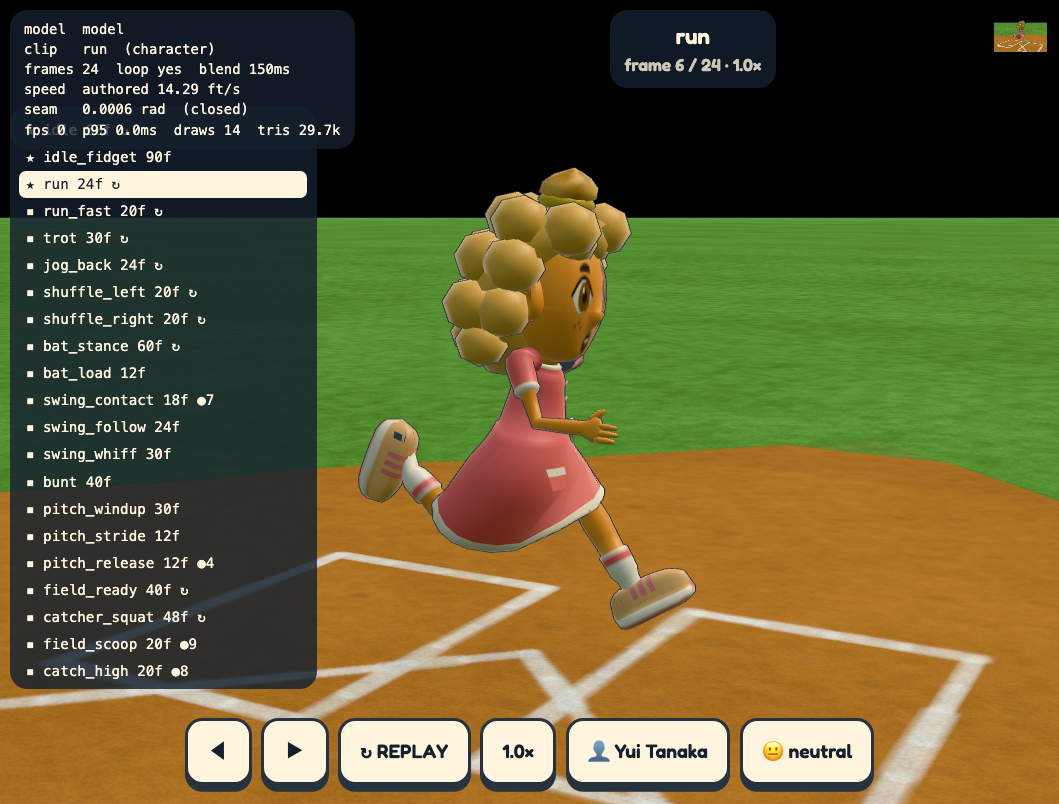 model model
clip run (character)
frames 24 loop yes blend 150ms
speed authored 14.29 ft/s
seam 0.0006 rad (closed)
fps 0 p95 0.0ms draws 14 tris 29.7k
★ idle_fidget 90f
★ run 24f ↻
▪ run_fast 20f ↻
▪ trot 30f ↻
▪ jog_back 24f ↻
▪ shuffle_left 20f ↻
▪ shuffle_right 20f ↻
▪ bat_stance 60f ↻
▪ bat_load 12f
▪ swing_contact 18f ●7
▪ swing_follow 24f
▪ swing_whiff 30f
▪ bunt 40f
▪ pitch_windup 30f
▪ pitch_stride 12f
▪ pitch_release 12f ●4
▪ field_ready 40f ↻
▪ catcher_squat 48f ↻
▪ field_scoop 20f ●9
▪ catch_high 20f ●8
run
frame 6 / 24 · 1.0×
◀
▶
↻ REPLAY
1.0×
👤 Yui Tanaka
😐 neutral